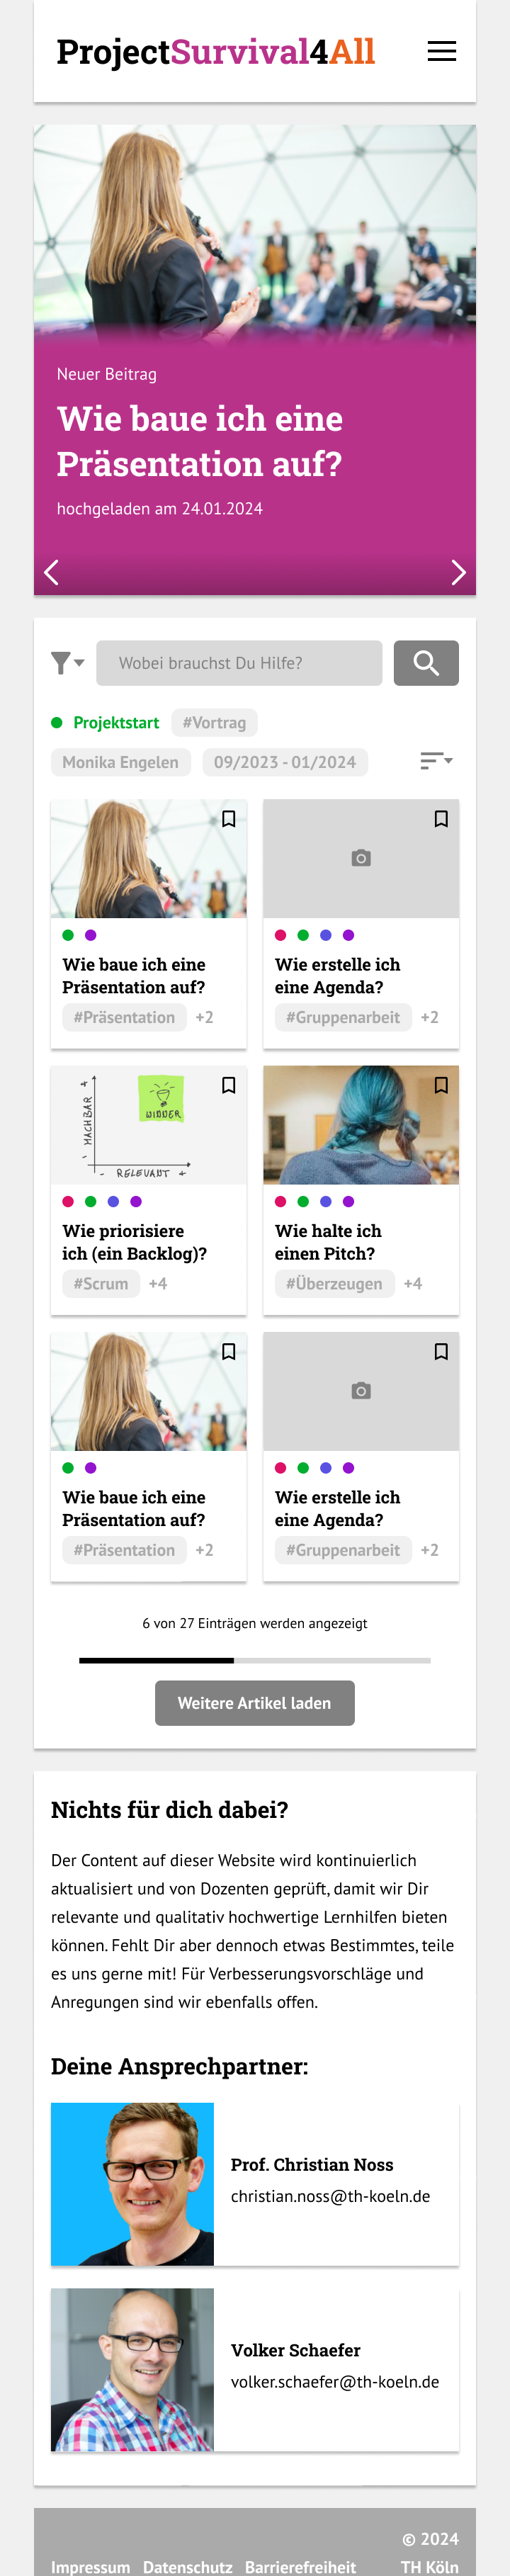 ProjectSurvival4All
Neuer Beitrag
Wie baue ich eine
Präsentation auf?
hochgeladen am 24.01.2024
Wobei brauchst Du Hilfe?
Projektstart #Vortrag
Monika Engelen 09/2023 - 01/2024
Wie baue ich eine
Präsentation auf?
#Präsentation +2
Wie erstelle ich
eine Agenda?
#Gruppenarbeit +2
MACHBAR
WINNER
RELEVANT
Wie priorisiere
ich (ein Backlog)?
#Scrum +4
Wie halte ich
einen Pitch?
#Überzeugen +4
Wie baue ich eine
Präsentation auf?
#Präsentation +2
Wie erstelle ich
eine Agenda?
#Gruppenarbeit +2
6 von 27 Einträgen werden angezeigt
Weitere Artikel laden
Nichts für dich dabei?
Der Content auf dieser Website wird kontinuierlich
aktualisiert und von Dozenten geprüft, damit wir Dir
relevante und qualitativ hochwertige Lernhilfen bieten
können. Fehlt Dir aber dennoch etwas Bestimmtes, teile
es uns gerne mit! Für Verbesserungsvorschläge und
Anregungen sind wir ebenfalls offen.
Deine Ansprechpartner:
Prof. Christian Noss
christian.noss@th-koeln.de
Volker Schaefer
volker.schaefer@th-koeln.de
© 2024
Impressum Datenschutz Barrierefreiheit TH Köln